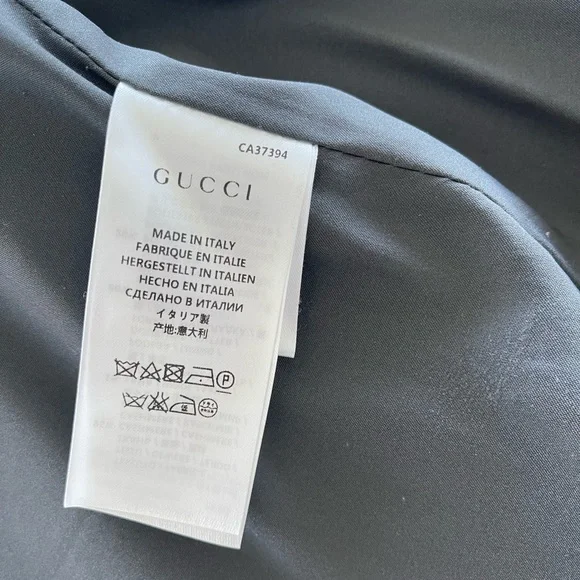 CA37394
GUCCI
MADE IN ITALY
FABRIQUE EN ITALIE
HERGESTELLT IN ITALIEN
HECHO EN ITALIA
СДЕЛАНО В ИТАЛИИ
イタリア製
产地:意大利
P